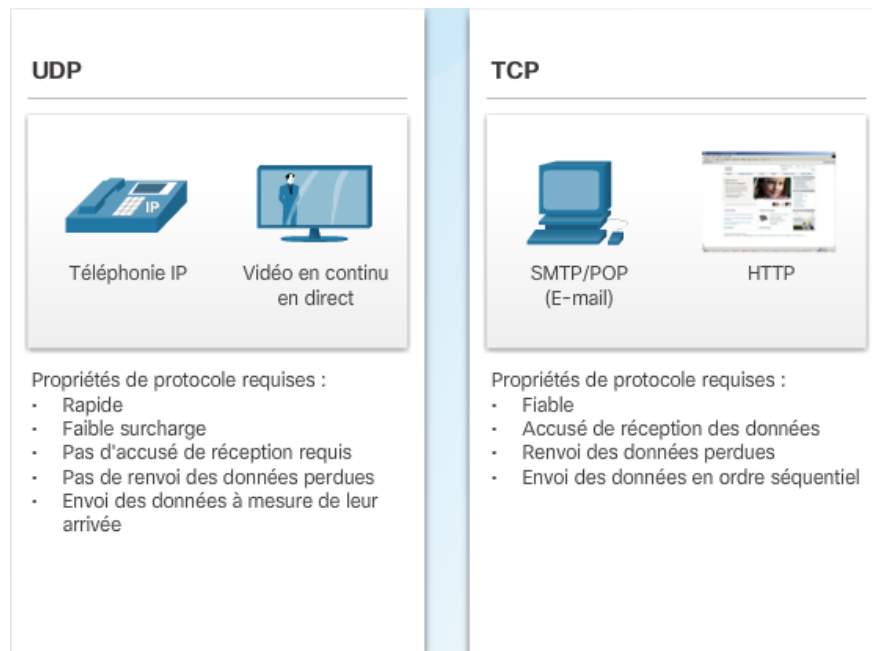 UDP
IP
Téléphonie IP
Vidéo en continu
en direct
Propriétés de protocole requises :
· Rapide
· Faible surcharge
· Pas d'accusé de réception requis
· Pas de renvoi des données perdues
· Envoi des données à mesure de leur
arrivée
TCP
SMTP/POP
(E-mail)
HTTP
Propriétés de protocole requises :
· Fiable
· Accusé de réception des données
· Renvoi des données perdues
· Envoi des données en ordre séquentiel